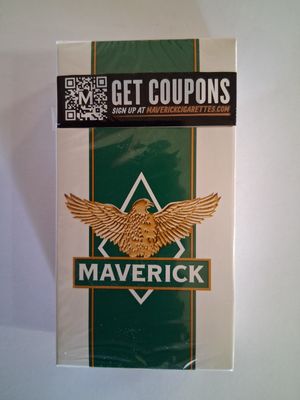 M
GET COUPONS
SIGN UP AT MAVERICKCIGARETTES.COM
MAVERICK